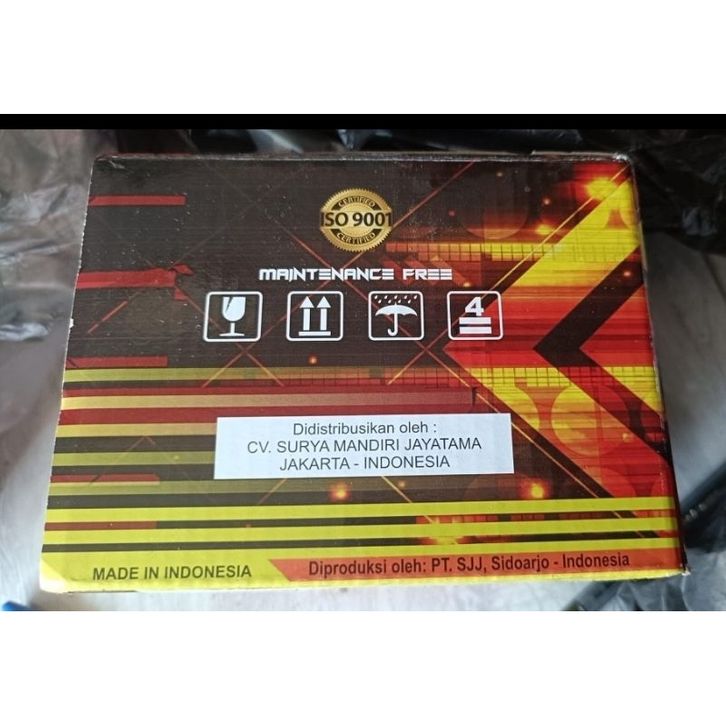 CERTIFIED
ISO 9001
CERTIFIED
MAINTENANCE FREE
4
Didistribusikan oleh :
CV. SURYA MANDIRI JAYATAMA
JAKARTA - INDONESIA
MADE IN INDONESIA
Diproduksi oleh: PT. SJJ, Sidoarjo - Indonesia